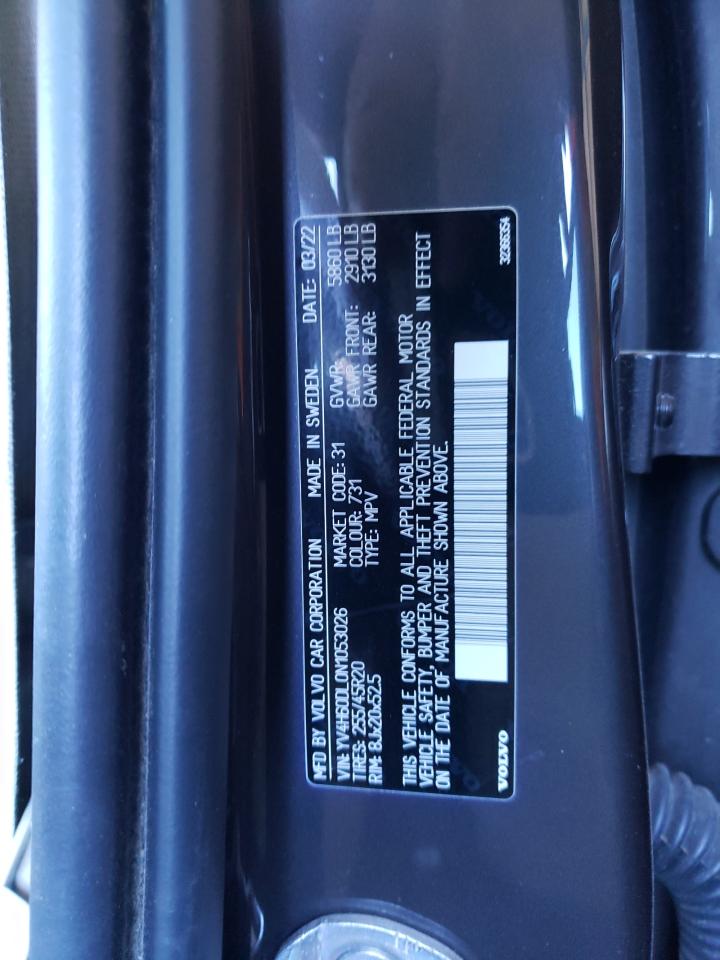 MFD BY VOLVO CAR CORPORATION MADE IN SWEDEN. DATE: 03/22
VIN: YV4H60DL0N1053026 MARKET CODE: 31 GVWR: 5860 LB
TIRES: 255/45R20 COLOUR: 731 GAWR FRONT: 2910 LB
RIM: 8Jx20x52.5 TYPE: MPV GAWR REAR: 3130 LB
THIS VEHICLE CONFORMS TO ALL APPLICABLE FEDERAL MOTOR
VEHICLE SAFETY, BUMPER AND THEFT PREVENTION STANDARDS IN EFFECT
ON THE DATE OF MANUFACTURE SHOWN ABOVE.
VOLVO 32366354